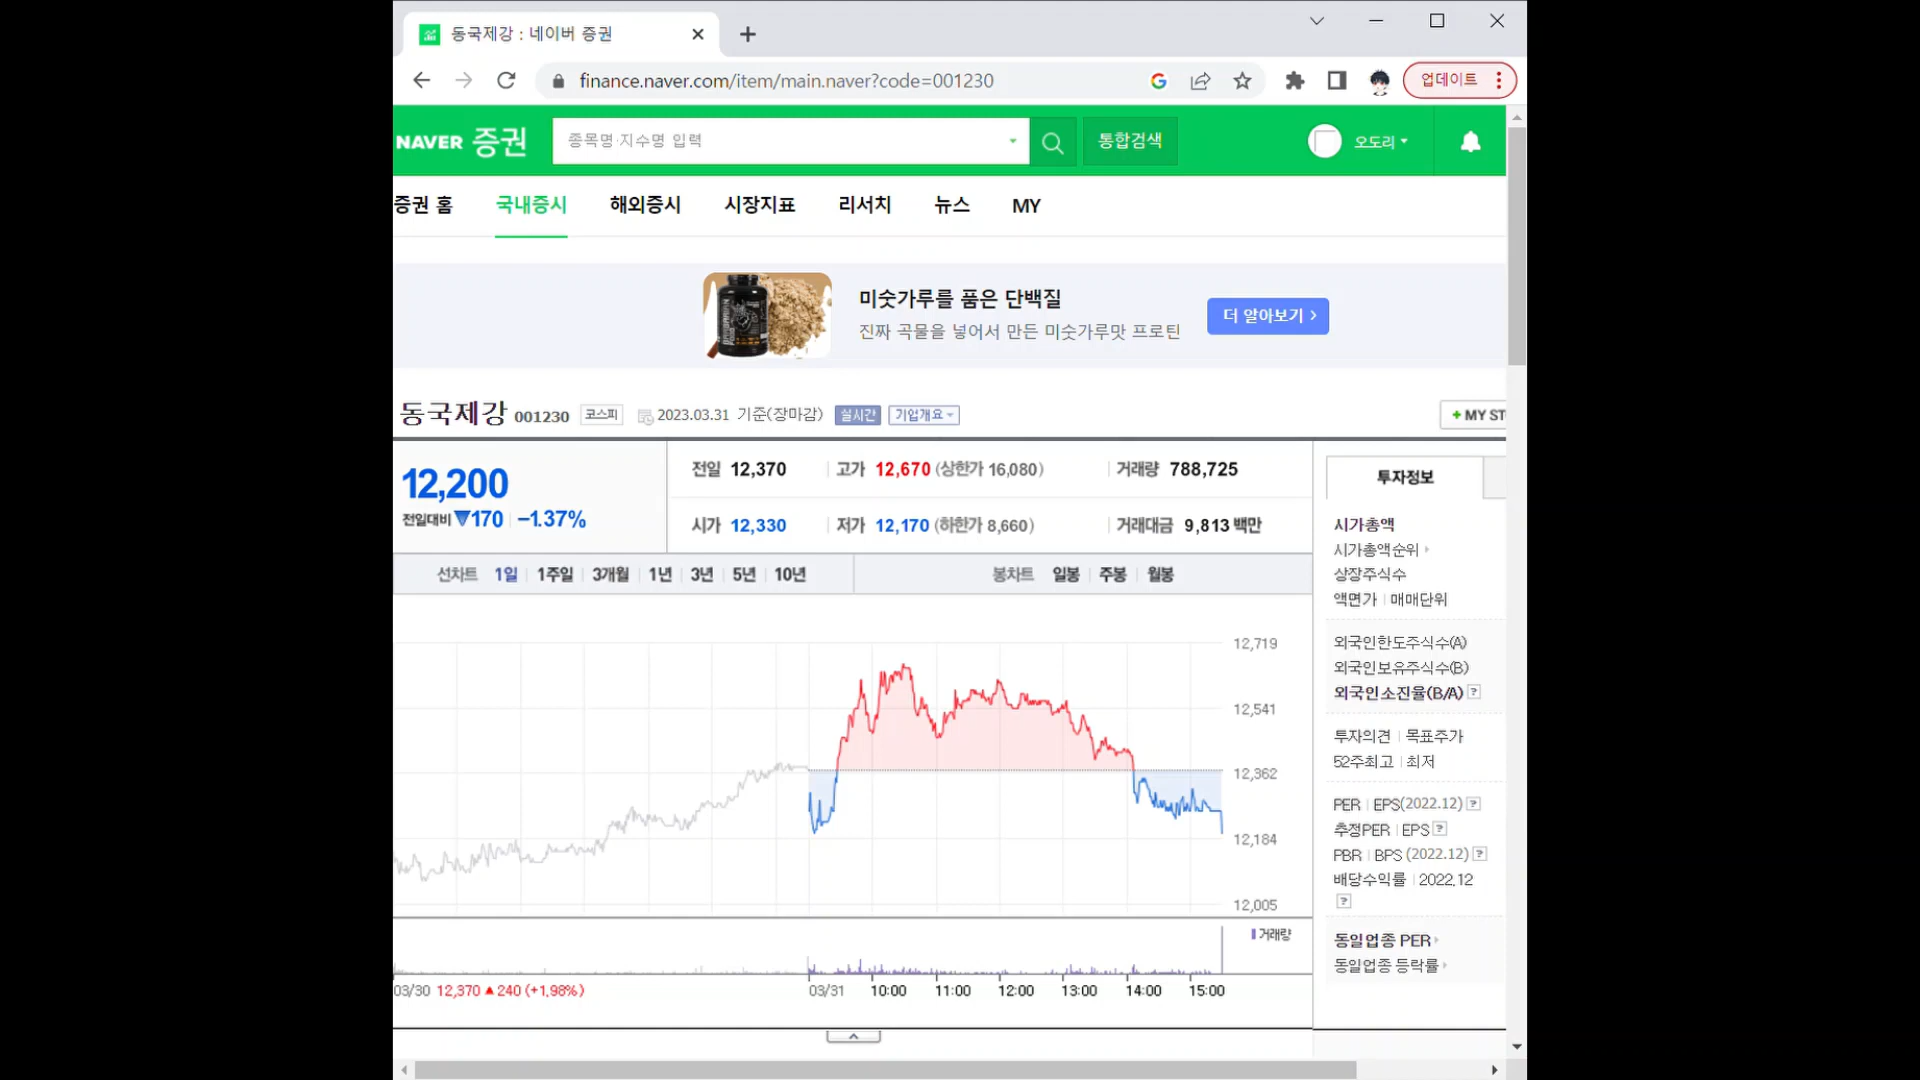 동국제강 : 네이버 증권
finance.naver.com/item/main.naver?code=001230
업데이트
NAVER 증권
종목명·지수명 입력
통합검색
오도리
증권 홈 국내증시 해외증시 시장지표 리서치 뉴스 MY
미숫가루를 품은 단백질
진짜 곡물을 넣어서 만든 미숫가루맛 프로틴
더 알아보기
동국제강 001230 코스피 2023.03.31 기준(장마감) 실시간 기업개요
+ MY ST
12,200
전일대비 ▼170 -1.37%
전일 12,370 고가 12,670 (상한가 16,080) 거래량 788,725
시가 12,330 저가 12,170 (하한가 8,660) 거래대금 9,813 백만
선차트 1일 1주일 3개월 1년 3년 5년 10년 봉차트 일봉 주봉 월봉
12,719
12,541
12,362
12,184
12,005
거래량
03/30 12,370 ▲240 (+1,98%)
03/31 10:00 11:00 12:00 13:00 14:00 15:00
투자정보
시가총액
시가총액순위
상장주식수
액면가 매매단위
외국인한도주식수(A)
외국인보유주식수(B)
외국인소진율(B/A) ?
투자의견 목표주가
52주최고 최저
PER EPS(2022.12) ?
추정PER EPS ?
PBR BPS (2022.12) ?
배당수익률 2022.12
?
동일업종 PER
동일업종 등락률